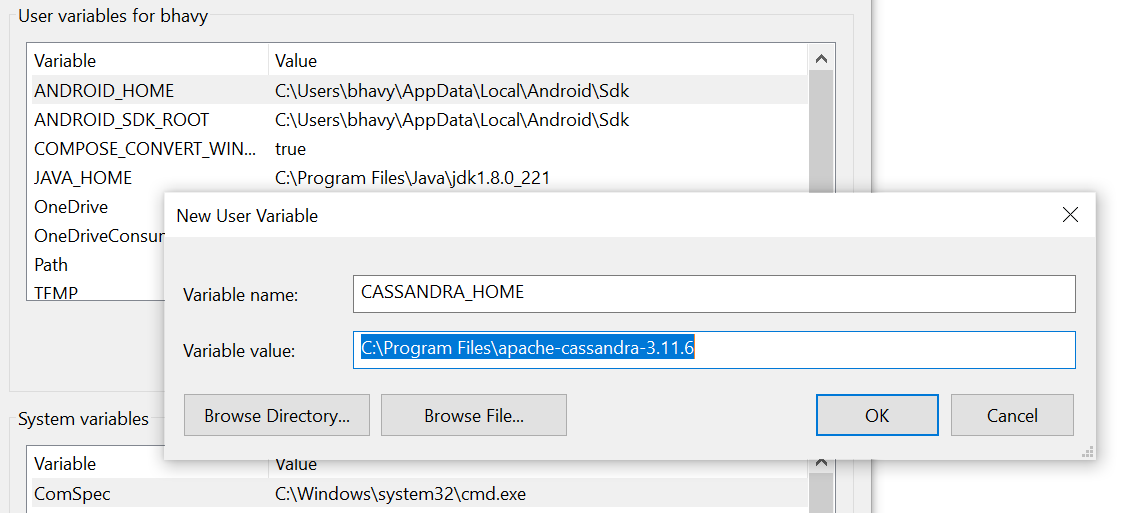 User variables for bhavy
Variable Value
ANDROID_HOME C:\Users\bhavy\AppData\Local\Android\Sdk
ANDROID_SDK_ROOT C:\Users\bhavy\AppData\Local\Android\Sdk
COMPOSE_CONVERT_WIN... true
JAVA_HOME C:\Program Files\Java\jdk1.8.0_221
OneDrive
OneDriveConsur
Path
TEMP
New User Variable
Variable name: CASSANDRA_HOME
Variable value: C:\Program Files\apache-cassandra-3.11.6
Browse Directory... Browse File... OK Cancel
System variables
Variable Value
ComSpec C:\Windows\system32\cmd.exe